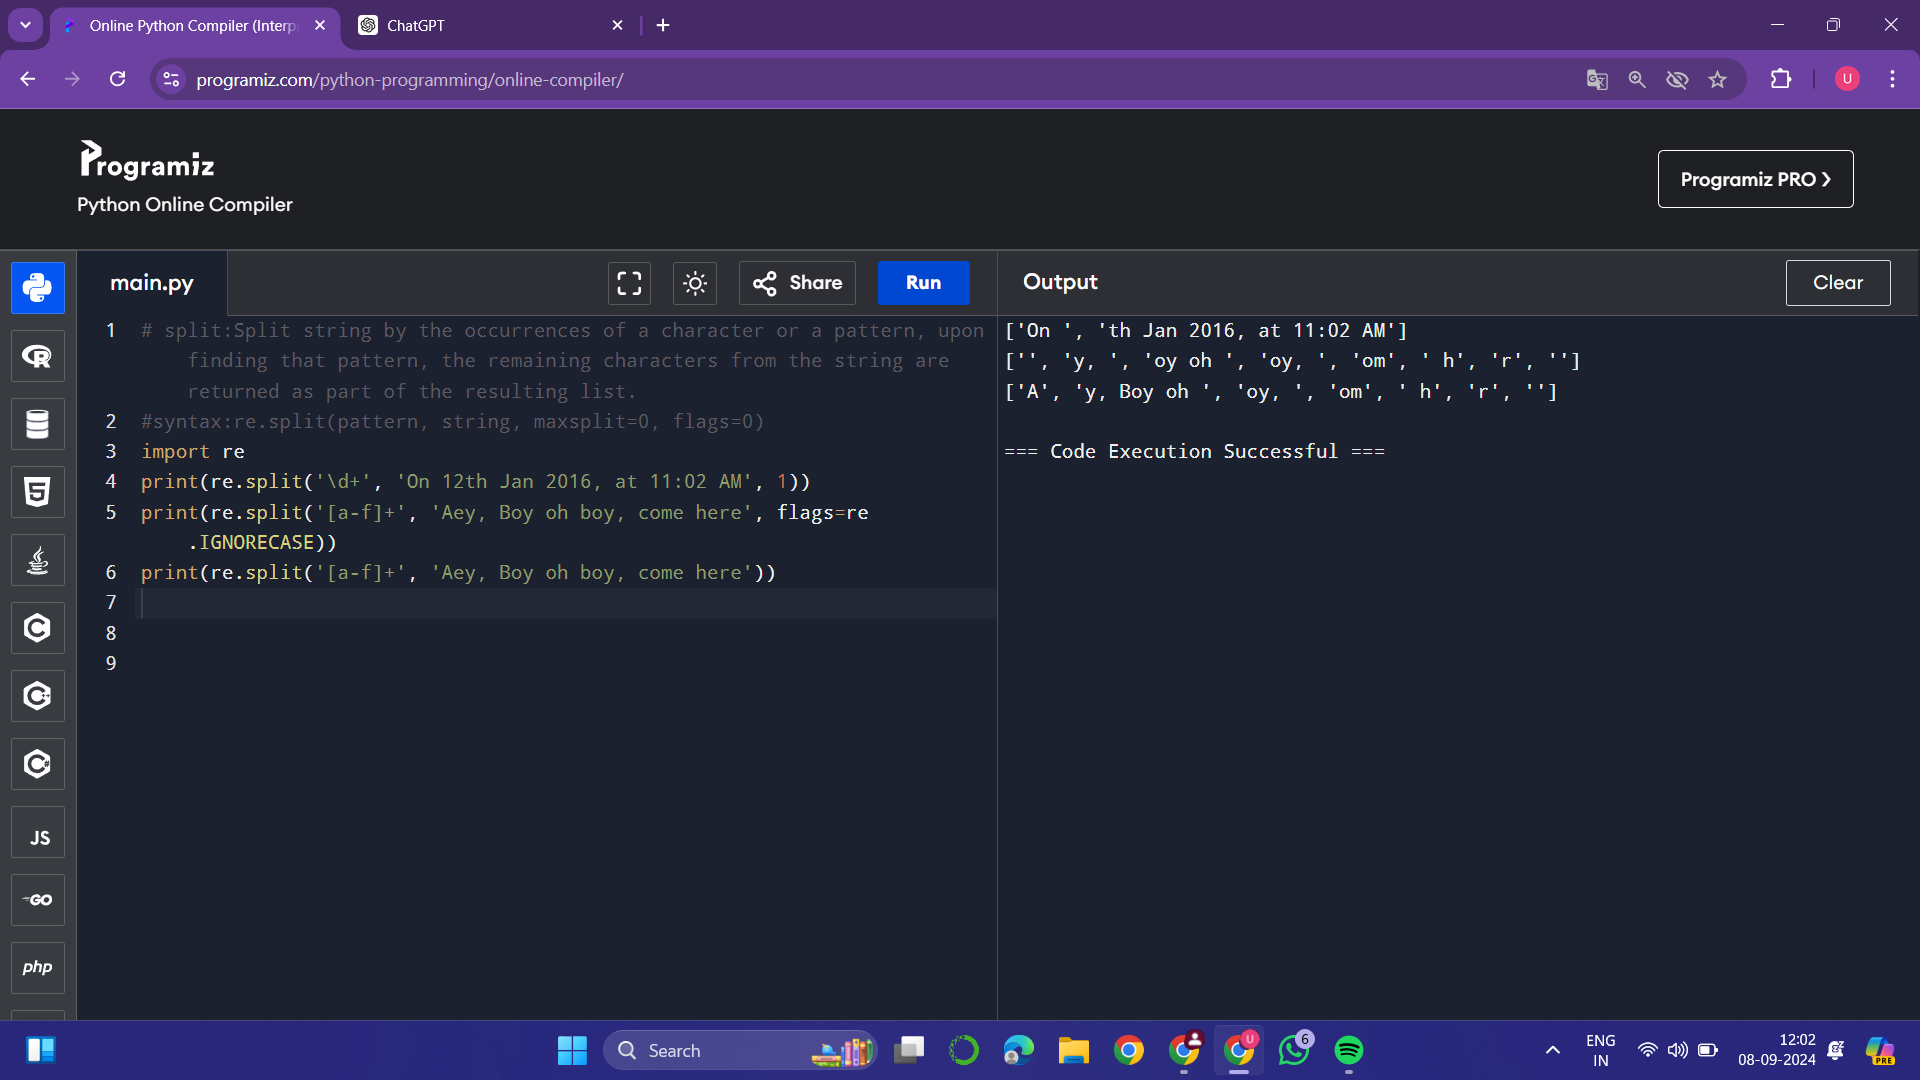 Online Python Compiler (Interp
ChatGPT
programiz.com/python-programming/online-compiler/
U
Programiz
Python Online Compiler
Programiz PRO ❯
main.py
Share
Run
Output
Clear
1 # split:Split string by the occurrences of a character or a pattern, upon
finding that pattern, the remaining characters from the string are
returned as part of the resulting list.
2 #syntax:re.split(pattern, string, maxsplit=0, flags=0)
3 import re
4 print(re.split('\d+', 'On 12th Jan 2016, at 11:02 AM', 1))
5 print(re.split('[a-f]+', 'Aey, Boy oh boy, come here', flags=re
.IGNORECASE))
6 print(re.split('[a-f]+', 'Aey, Boy oh boy, come here'))
7
8
9
['On ', 'th Jan 2016, at 11:02 AM']
['', 'y, ', 'oy oh ', 'oy, ', 'om', ' h', 'r', '']
['A', 'y, Boy oh ', 'oy, ', 'om', ' h', 'r', '']
=== Code Execution Successful ===
R
5
C
C++
C#
JS
GO
php
Search
U
6
ENG
IN
12:02
08-09-2024
PRE